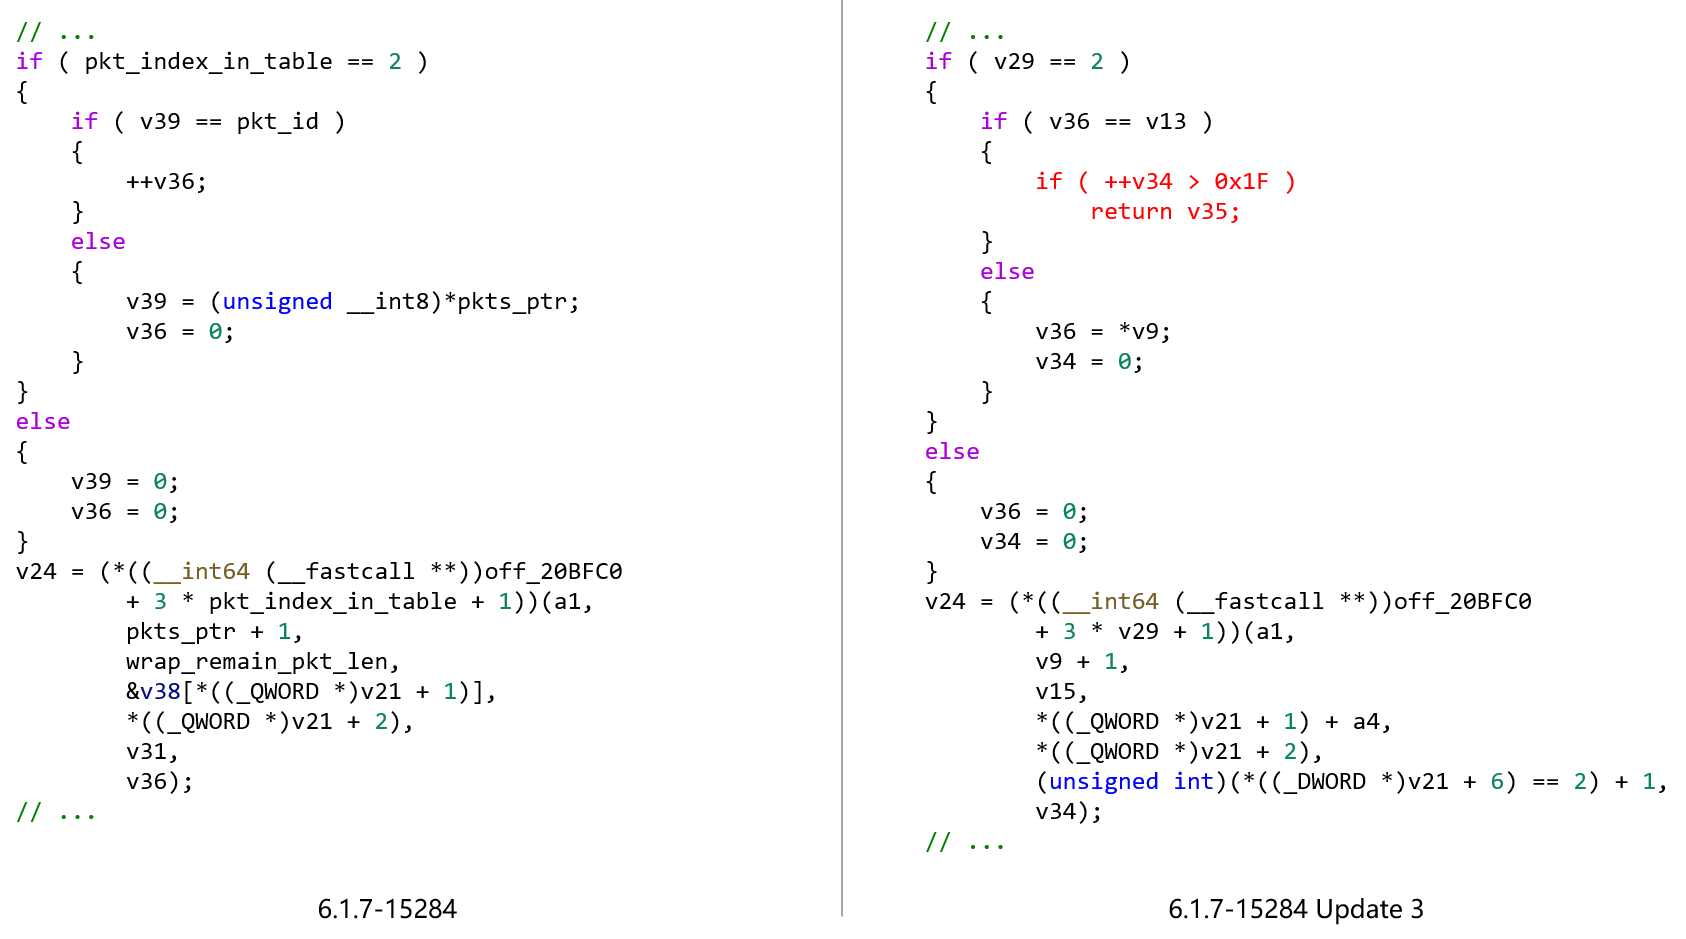 // ...
if ( pkt_index_in_table == 2 )
{
    if ( v39 == pkt_id )
    {
        ++v36;
    }
    else
    {
        v39 = (unsigned __int8)*pkts_ptr;
        v36 = 0;
    }
}
else
{
    v39 = 0;
    v36 = 0;
}
v24 = (*((__int64 (__fastcall **))off_20BFC0
        + 3 * pkt_index_in_table + 1))(a1,
        pkts_ptr + 1,
        wrap_remain_pkt_len,
        &v38[*((_QWORD *)v21 + 1)],
        *((_QWORD *)v21 + 2),
        v31,
        v36);
// ...
6.1.7-15284
// ...
if ( v29 == 2 )
{
    if ( v36 == v13 )
    {
        if ( ++v34 > 0x1F )
            return v35;
    }
    else
    {
        v36 = *v9;
        v34 = 0;
    }
}
else
{
    v36 = 0;
    v34 = 0;
}
v24 = (*((__int64 (__fastcall **))off_20BFC0
        + 3 * v29 + 1))(a1,
        v9 + 1,
        v15,
        *((_QWORD *)v21 + 1) + a4,
        *((_QWORD *)v21 + 2),
        (unsigned int)(*((_DWORD *)v21 + 6) == 2) + 1,
        v34);
// ...
6.1.7-15284 Update 3